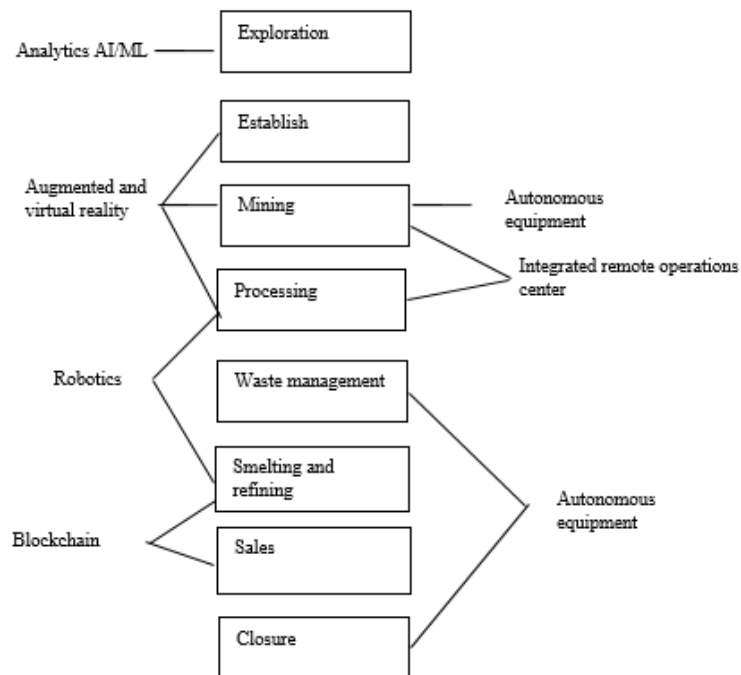 Exploration
Analytics AI/ML
Establish
Augmented and
virtual reality
Mining
Autonomous
equipment
Integrated remote operations
center
Processing
Robotics
Waste management
Smelting and
refining
Autonomous
equipment
Blockchain
Sales
Closure